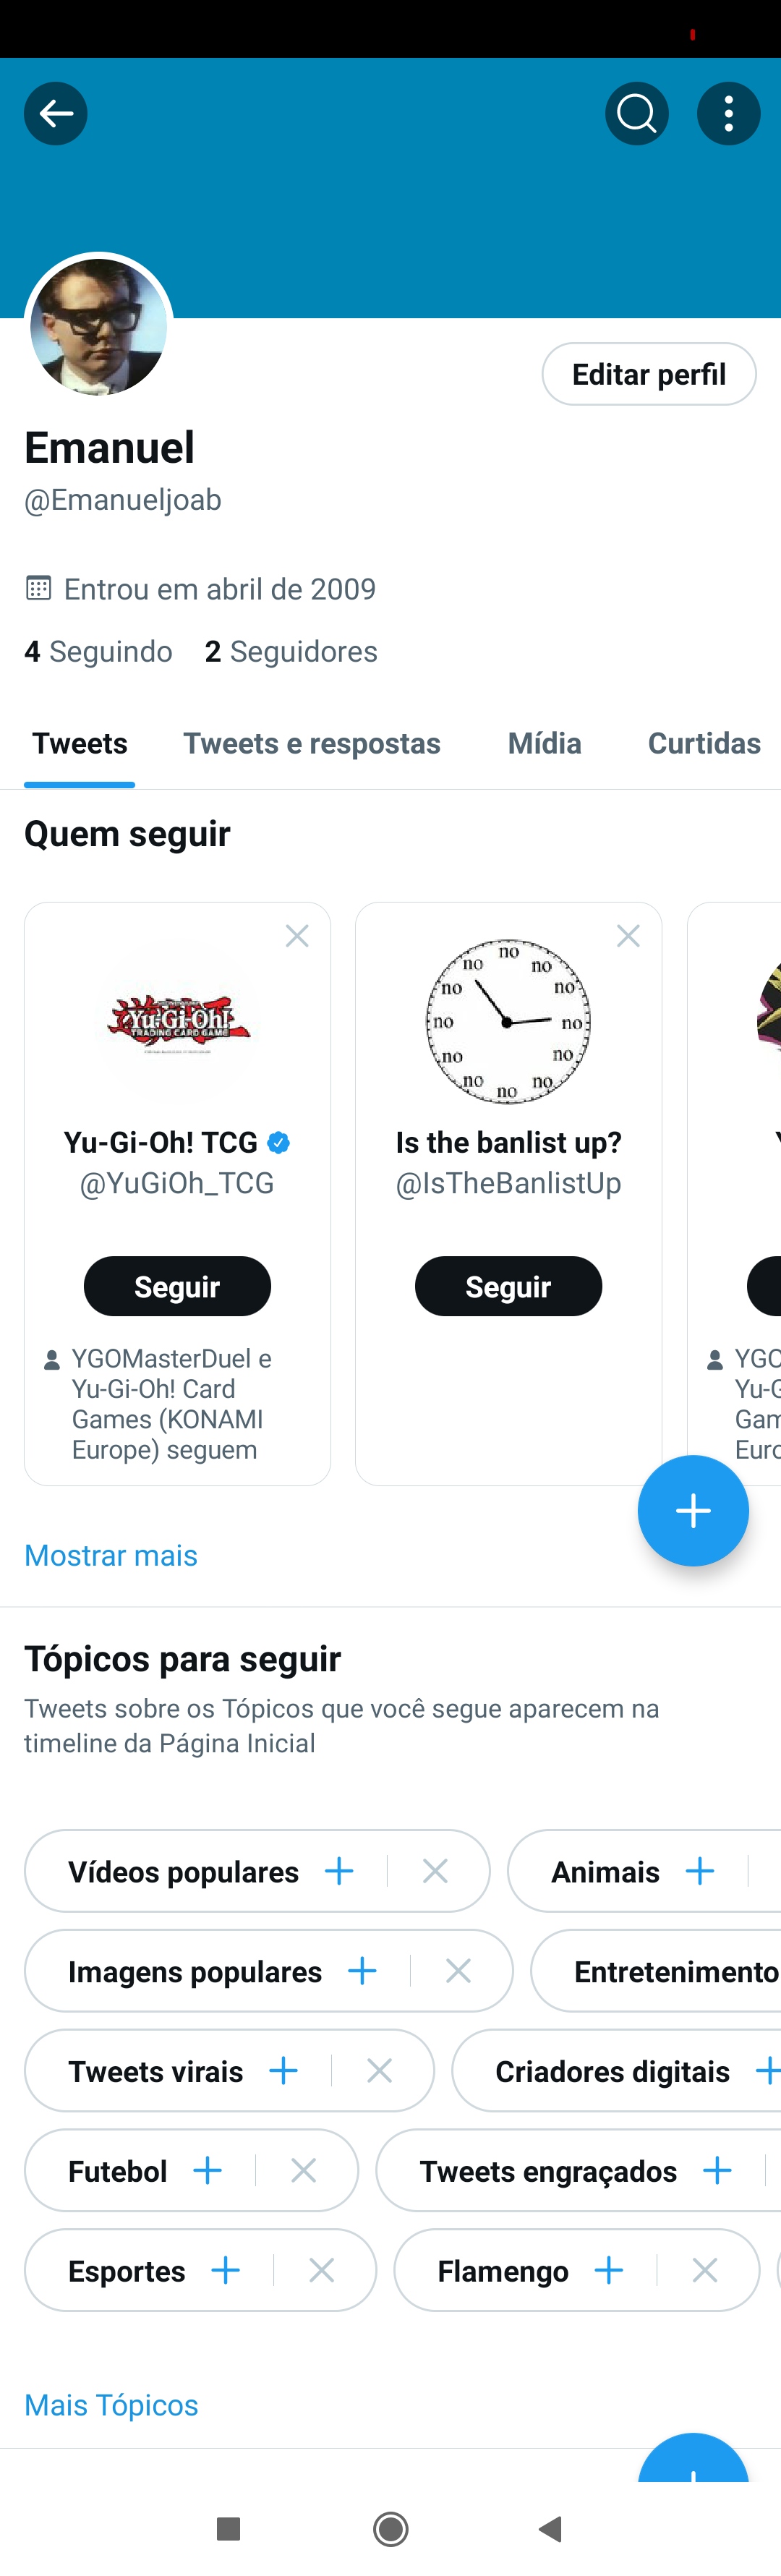 Editar perfil
Emanuel
@Emanueljoab
Entrou em abril de 2009
4 Seguindo 2 Seguidores
Tweets Tweets e respostas Mídia Curtidas
Quem seguir
Yu-Gi-Oh!
TRADING CARD GAME
no
no
no
no
no
no
no
no
no
no
no
no
Yu-Gi-Oh! TCG
@YuGiOh_TCG
Seguir
YGOMasterDuel e
Yu-Gi-Oh! Card
Games (KONAMI
Europe) seguem
Is the banlist up?
@IsTheBanlistUp
Seguir
Mostrar mais
Tópicos para seguir
Tweets sobre os Tópicos que você segue aparecem na
timeline da Página Inicial
Vídeos populares Animais
Imagens populares Entretenimento
Tweets virais Criadores digitais
Futebol Tweets engraçados
Esportes Flamengo
Mais Tópicos